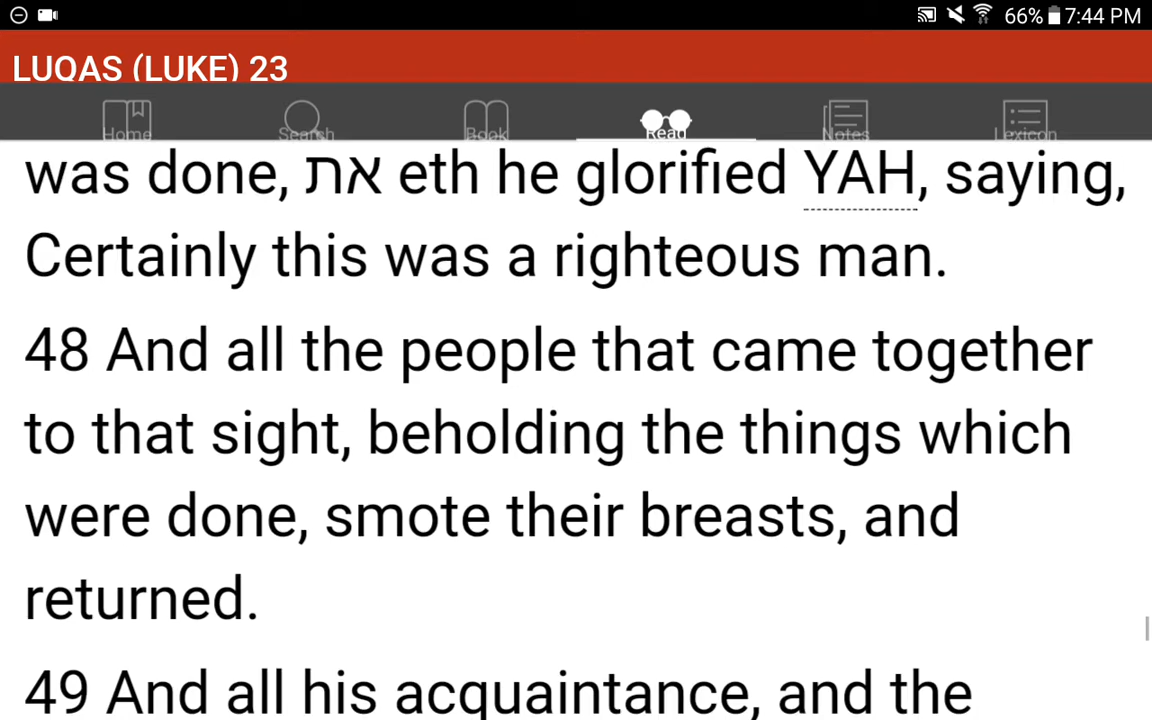 66% 7:44 PM
LUQAS (LUKE) 23
Home Search Book Read Notes Lexicon
was done, את eth he glorified YAH, saying,
Certainly this was a righteous man.
48 And all the people that came together
to that sight, beholding the things which
were done, smote their breasts, and
returned.
49 And all his acquaintance, and the